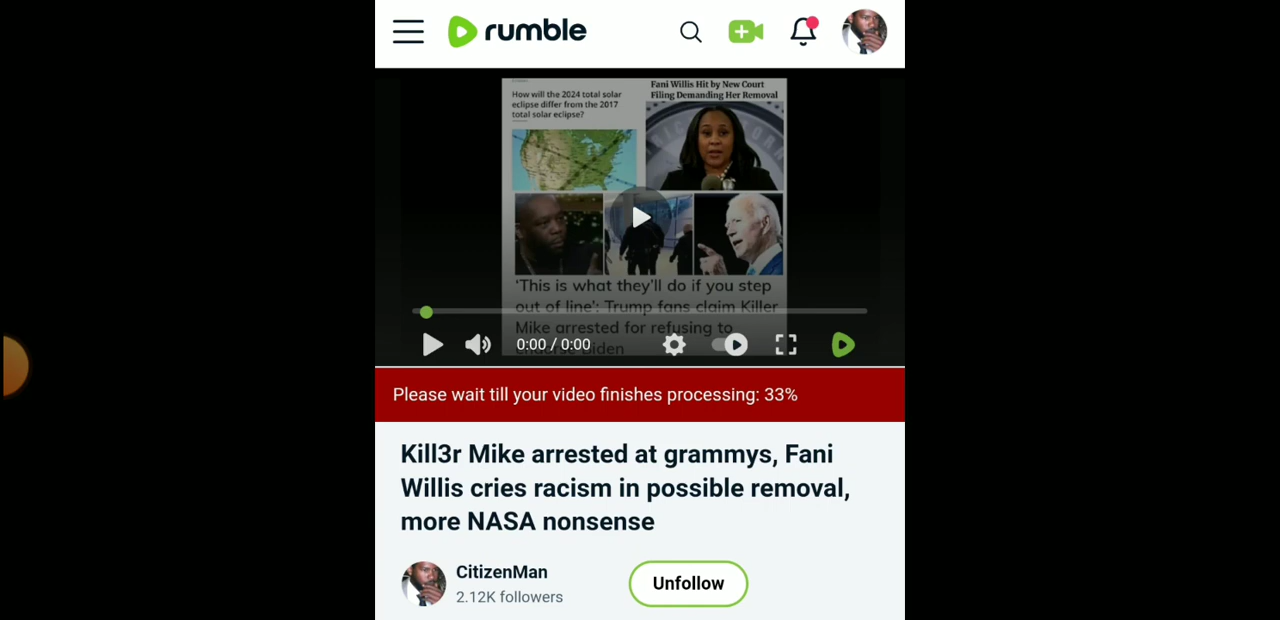 rumble
How will the 2024 total solar
eclipse differ from the 2017
total solar eclipse?
Fani Willis Hit by New Court
Filing Demanding Her Removal
‘This is what they’ll do if you step
out of line’: Trump fans claim Killer
Mike arrested for refusing to
endorse Biden
0:00 / 0:00
Please wait till your video finishes processing: 33%
Kill3r Mike arrested at grammys, Fani
Willis cries racism in possible removal,
more NASA nonsense
CitizenMan
2.12K followers
Unfollow